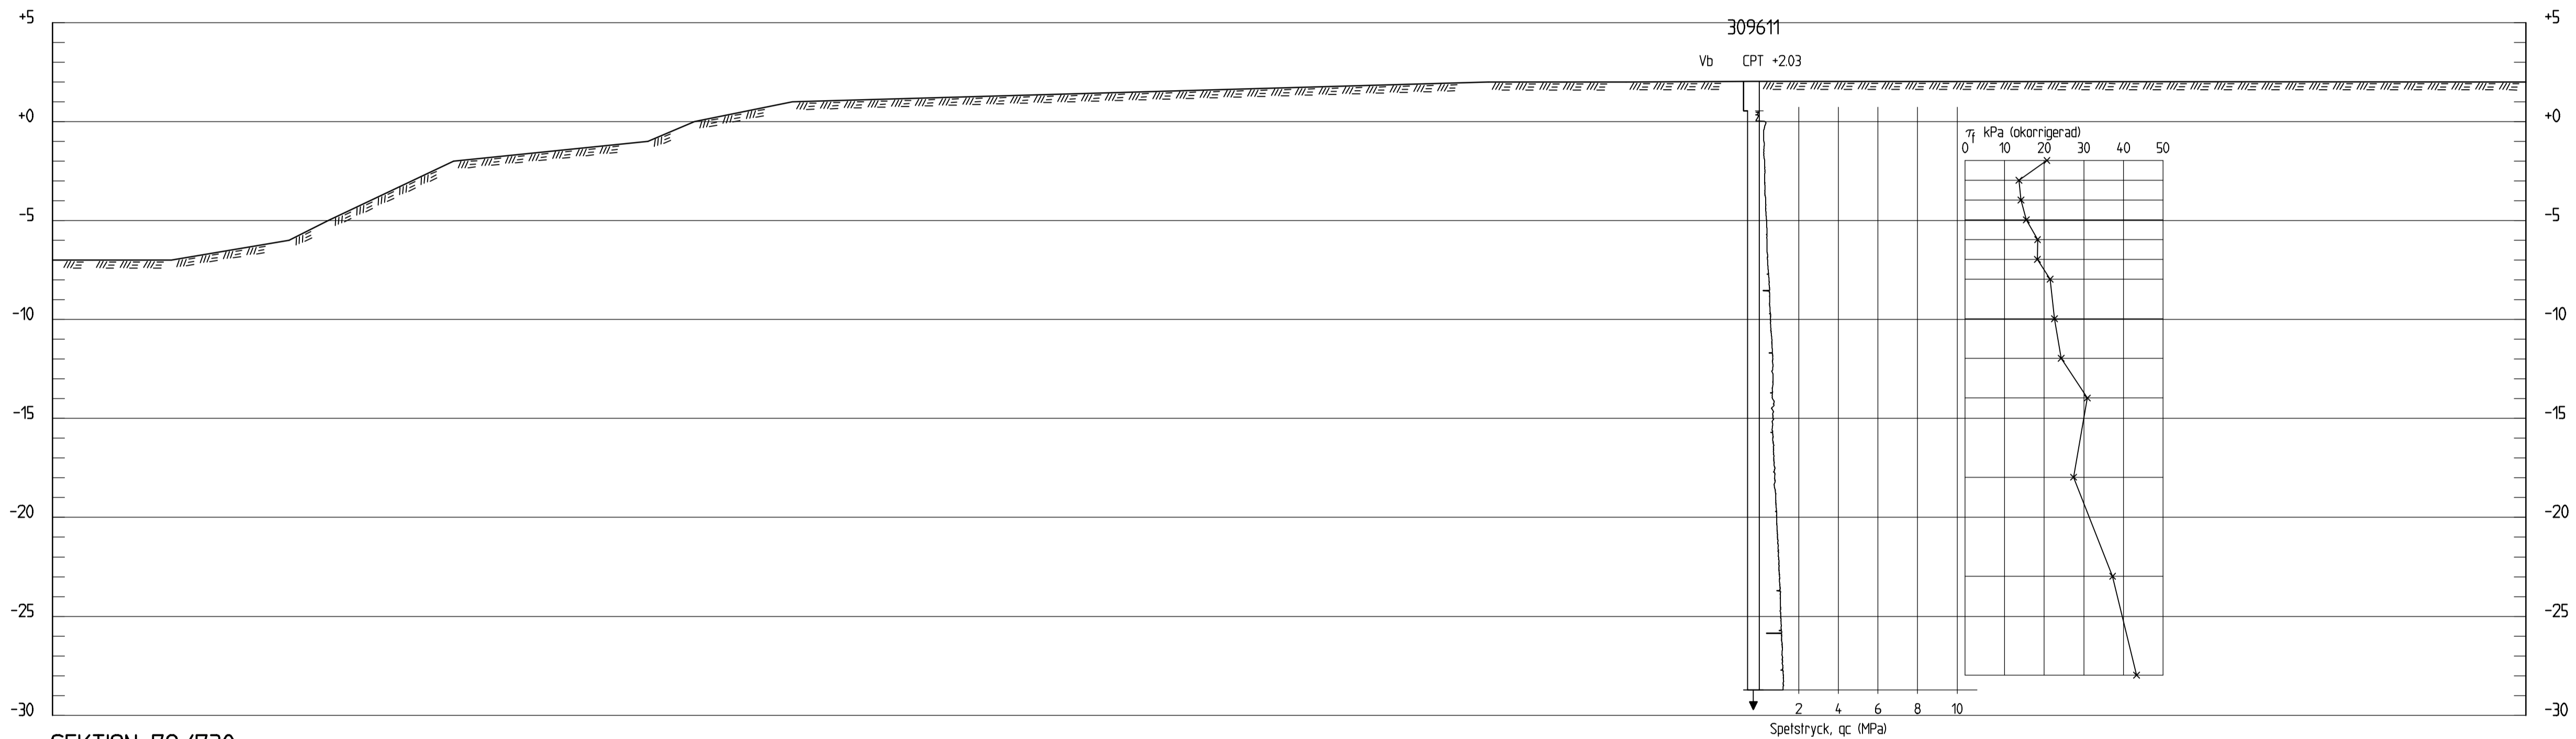 +5 +5
309611
Vb CPT +2.03
+0 +0
τf kPa (okorrigerad)
0 10 20 30 40 50
-5 -5
-10 -10
-15 -15
-20 -20
-25 -25
-30 2 4 6 8 10 -30
Spetstryck, qc (MPa)